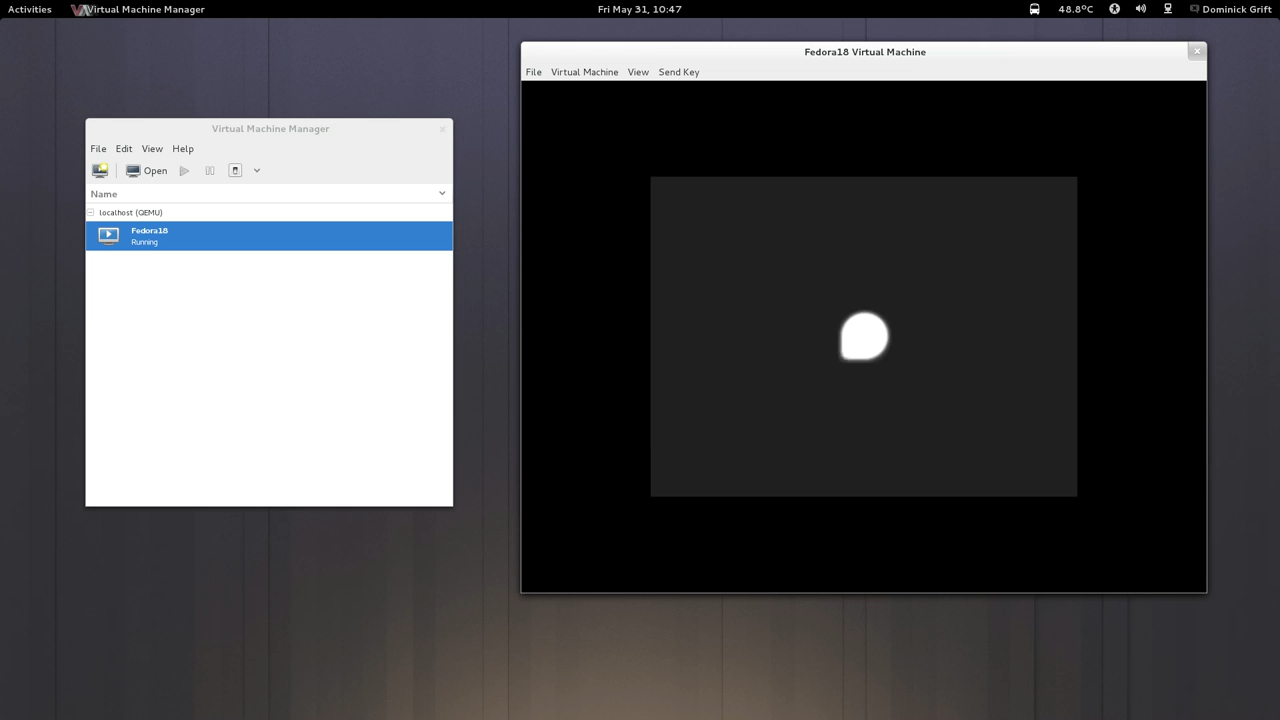 Activities Virtual Machine Manager Fri May 31, 10:47 48.8ºC Dominick Grift
Fedora18 Virtual Machine
File Virtual Machine View Send Key
Virtual Machine Manager
File Edit View Help
Open
Name
localhost (QEMU)
Fedora18
Running